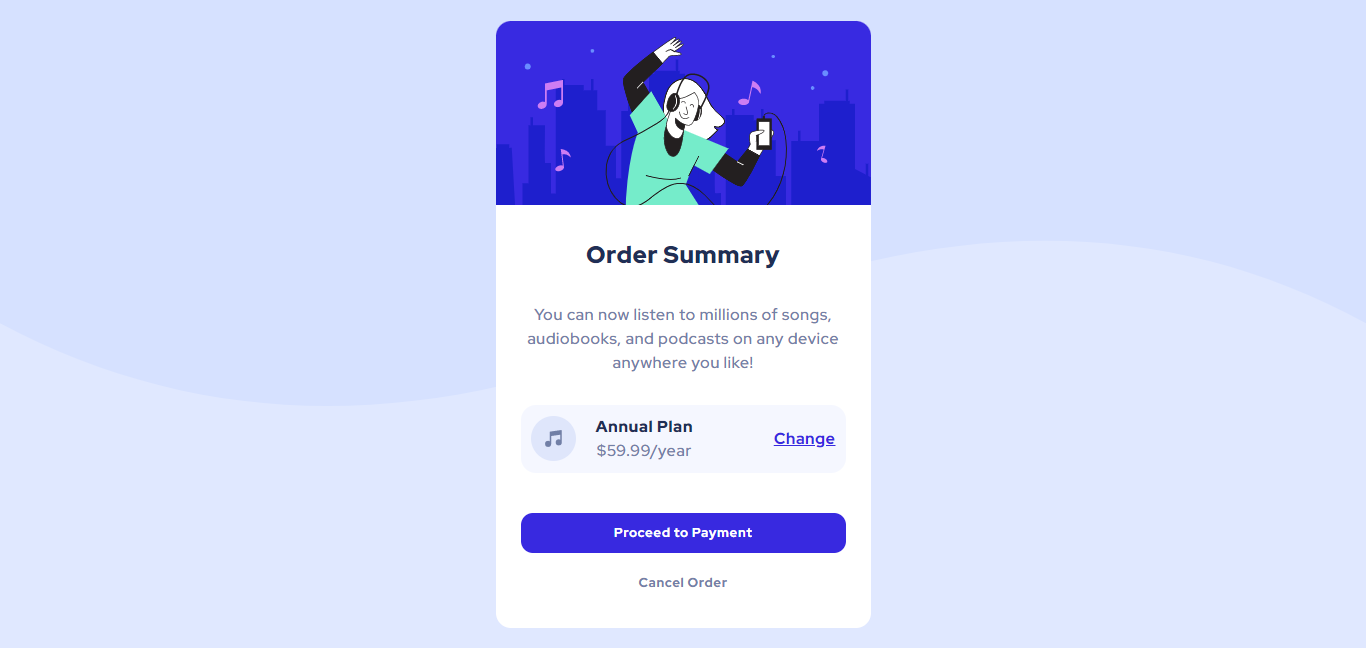 Order Summary
You can now listen to millions of songs,
audiobooks, and podcasts on any device
anywhere you like!
Annual Plan
$59.99/year
Change
Proceed to Payment
Cancel Order